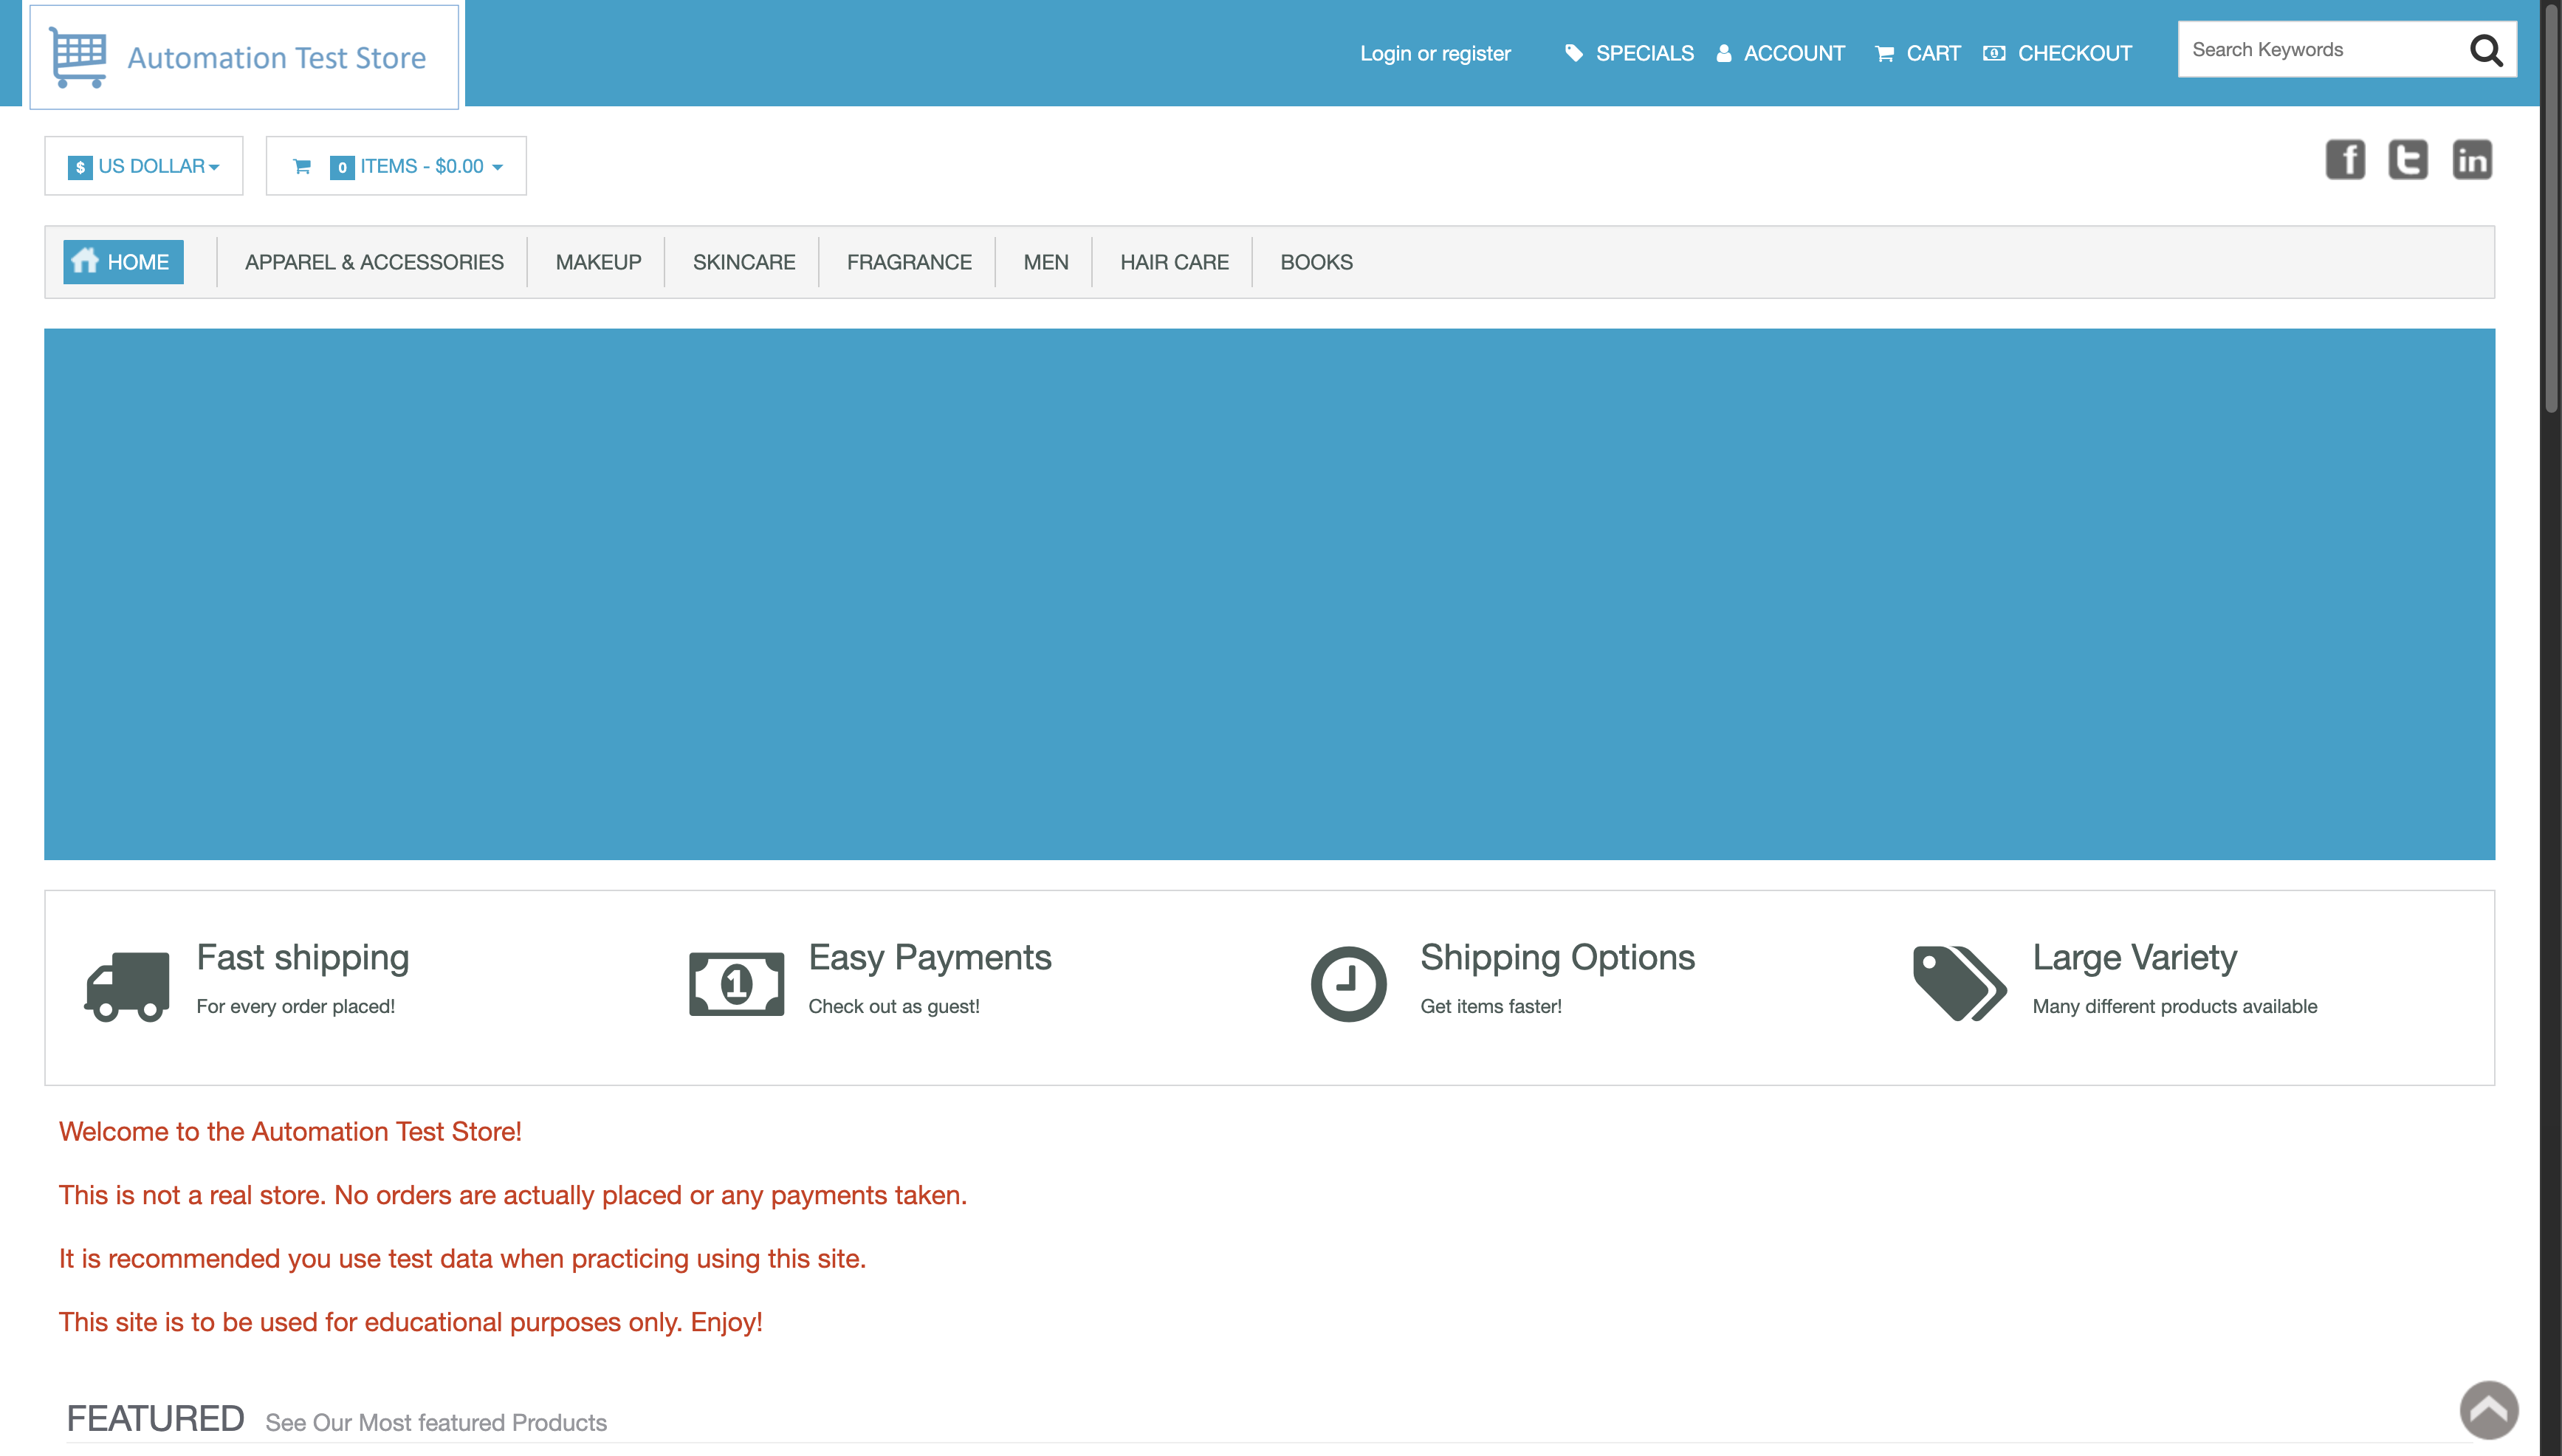 Automation Test Store
Login or register SPECIALS ACCOUNT CART CHECKOUT Search Keywords
$ US DOLLAR 0 ITEMS - $0.00
HOME APPAREL & ACCESSORIES MAKEUP SKINCARE FRAGRANCE MEN HAIR CARE BOOKS
Fast shipping
For every order placed!
Easy Payments
Check out as guest!
Shipping Options
Get items faster!
Large Variety
Many different products available
Welcome to the Automation Test Store!
This is not a real store. No orders are actually placed or any payments taken.
It is recommended you use test data when practicing using this site.
This site is to be used for educational purposes only. Enjoy!
FEATURED See Our Most featured Products